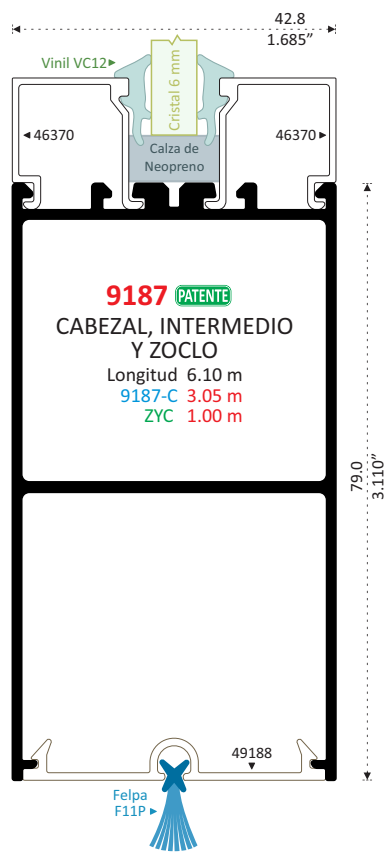 42.8
1.685”
Vinil VC12
Cristal 6 mm
46370
46370
Calza de
Neopreno
9187 PATENTE
CABEZAL, INTERMEDIO
Y ZOCLO
Longitud 6.10 m
9187-C 3.05 m
ZYC 1.00 m
79.0
3.110”
49188
Felpa
F11P